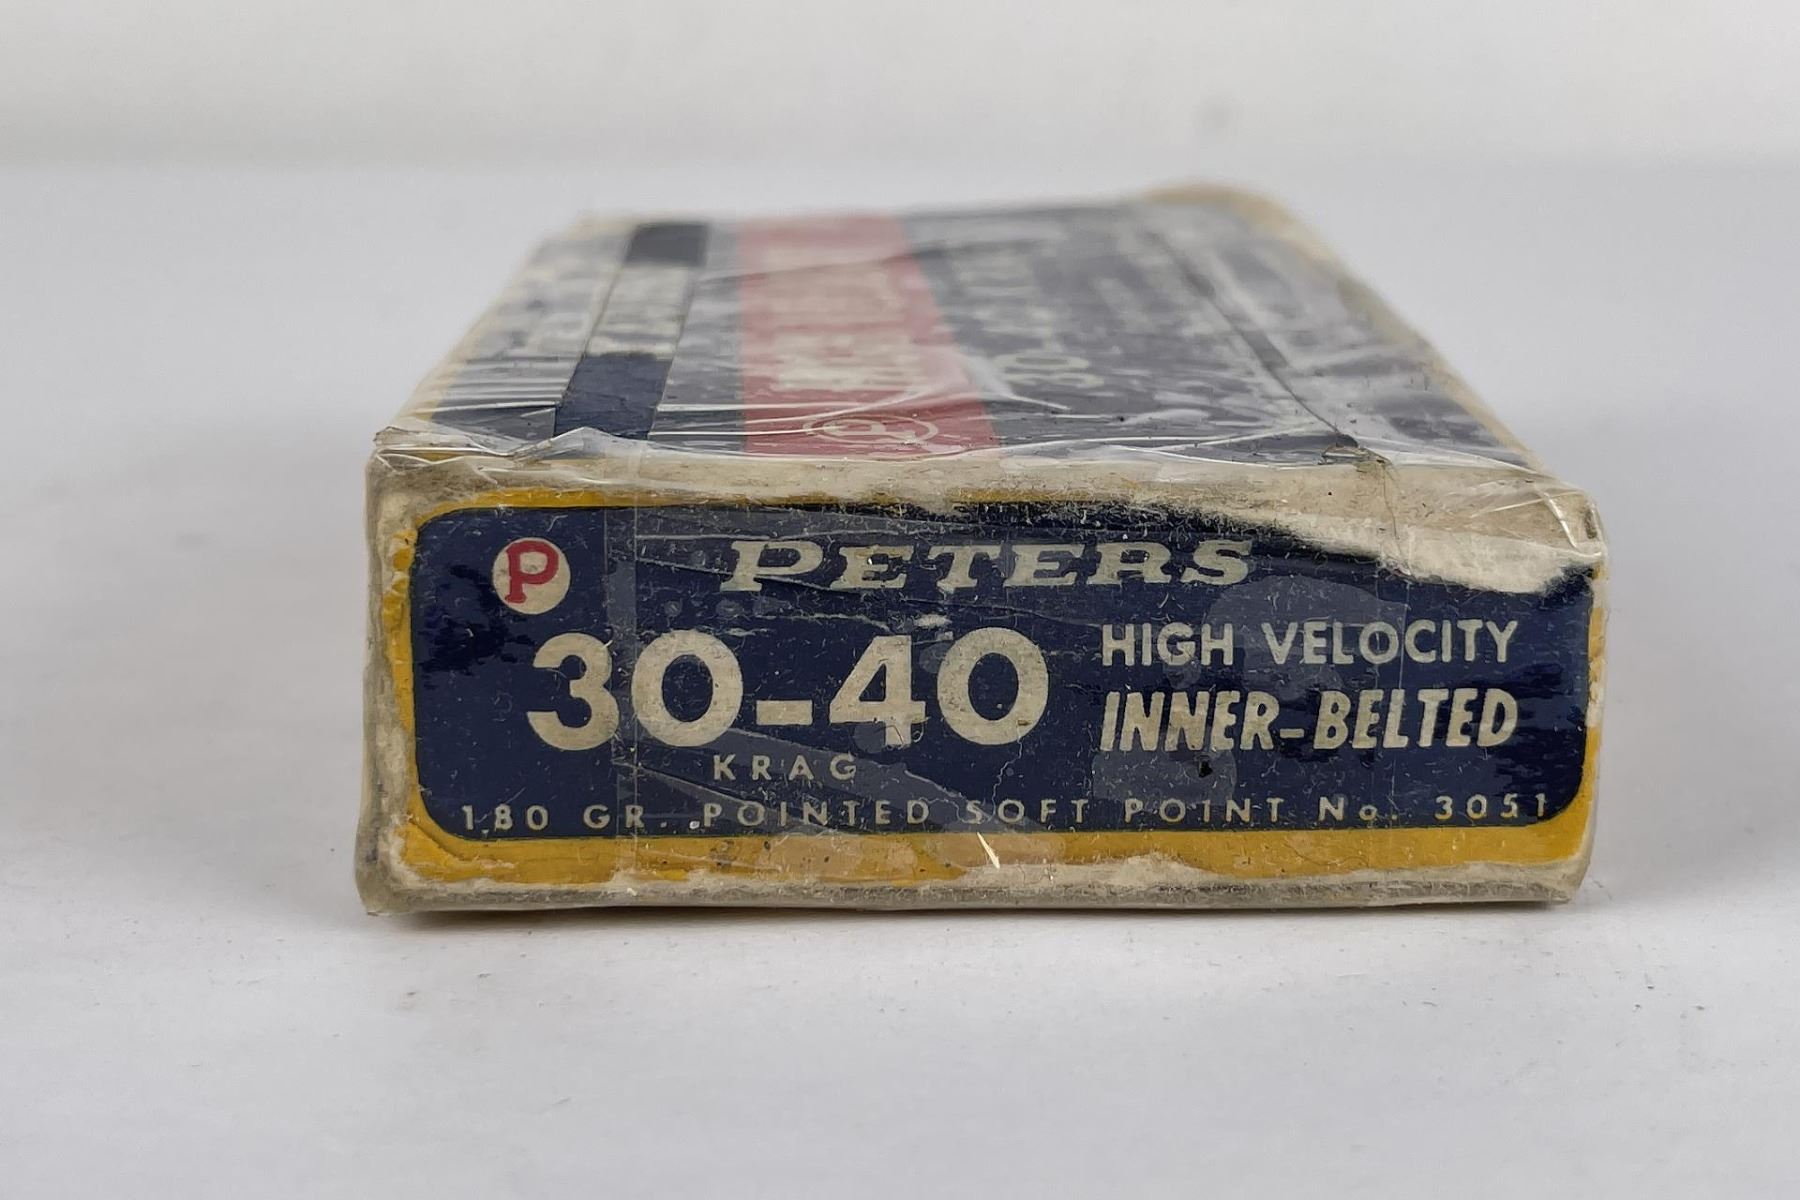 P
PETERS
30-40
KRAG
HIGH VELOCITY
INNER-BELTED
180 GR. POINTED SOFT POINT No. 3051